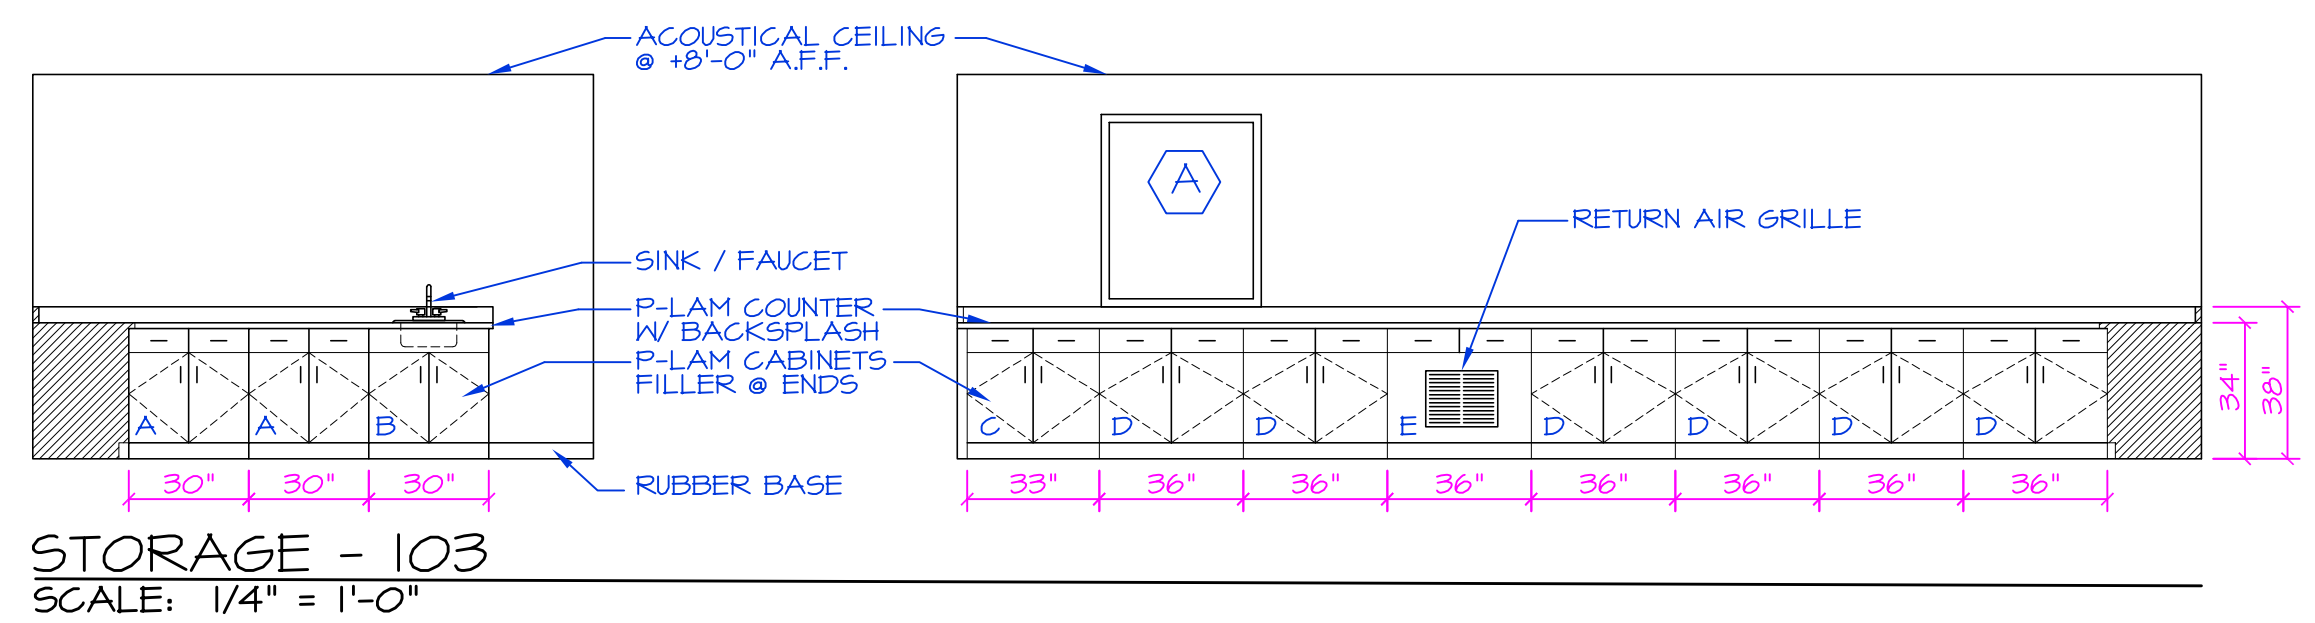 ACOUSTICAL CEILING
@ +8'-0" A.F.F.
A
RETURN AIR GRILLE
SINK / FAUCET
P-LAM COUNTER
W/ BACKSPLASH
P-LAM CABINETS
FILLER @ ENDS
34"
38"
A A B C D D E D D D D
RUBBER BASE
30" 30" 30" 33" 36" 36" 36" 36" 36" 36" 36"
STORAGE - 103
SCALE: 1/4" = 1'-0"